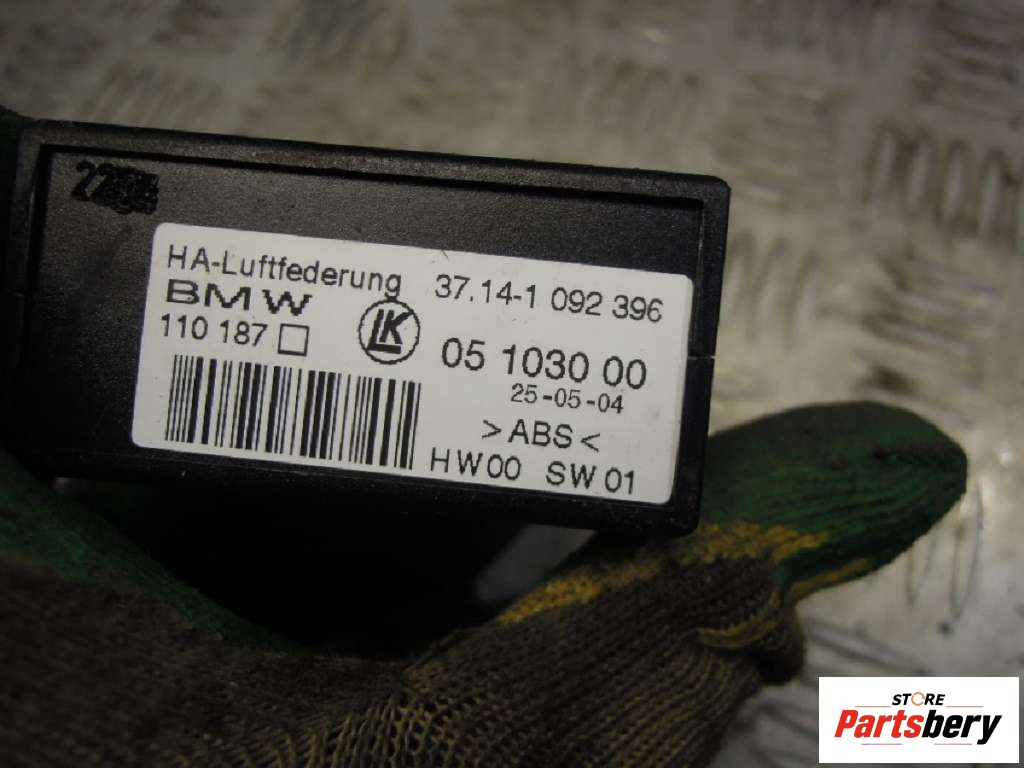 HA-Luftfederung 37.14-1 092 396
BMW
110 187
LK
05 1030 00
25-05-04
>ABS<
HW00 SW01
STORE
Partsbery